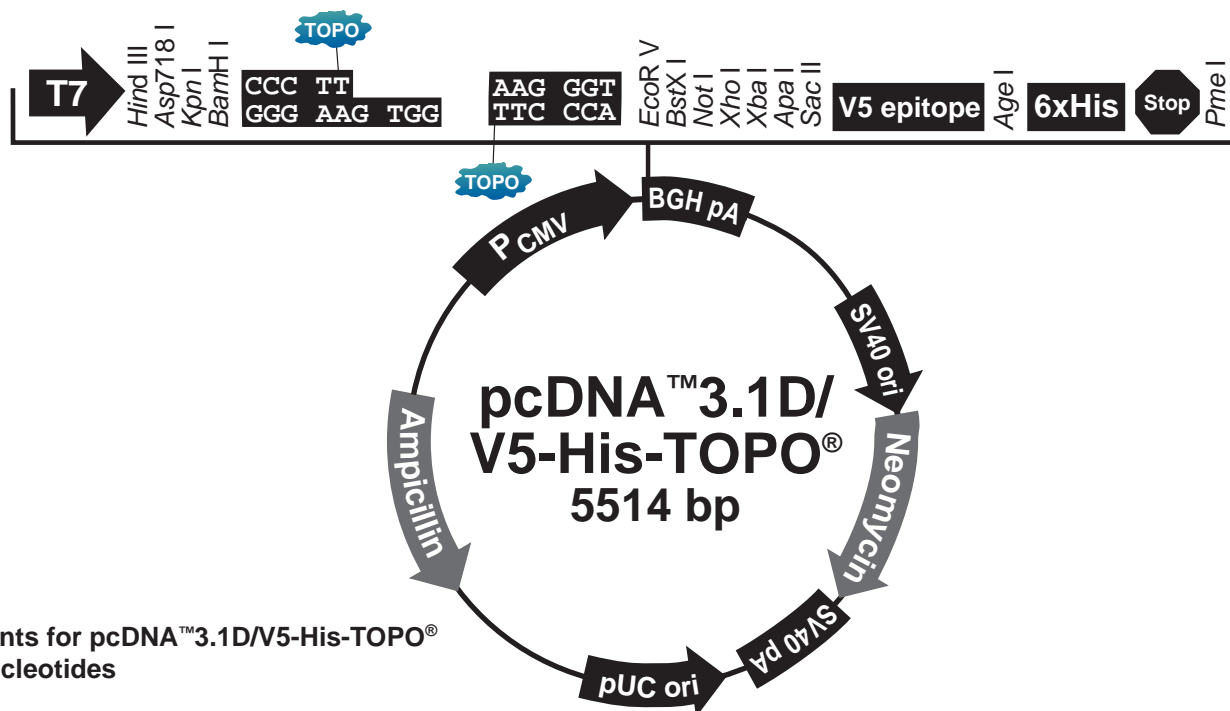 TOPO
T7
Hind III
Asp718 I
Kpn I
BamH I
CCC TT
GGG AAG TGG
AAG GGT
TTC CCA
TOPO
EcoR V
BstX I
Not I
Xho I
Xba I
Apa I
Sac II
V5 epitope
Age I
6xHis
Stop
Pme I
PCMV
BGH pA
SV40 ori
Neomycin
SV40 pA
pUC ori
Ampicillin
pcDNA™3.1D/
V5-His-TOPO®
5514 bp
nts for pcDNA™3.1D/V5-His-TOPO®
cleotides